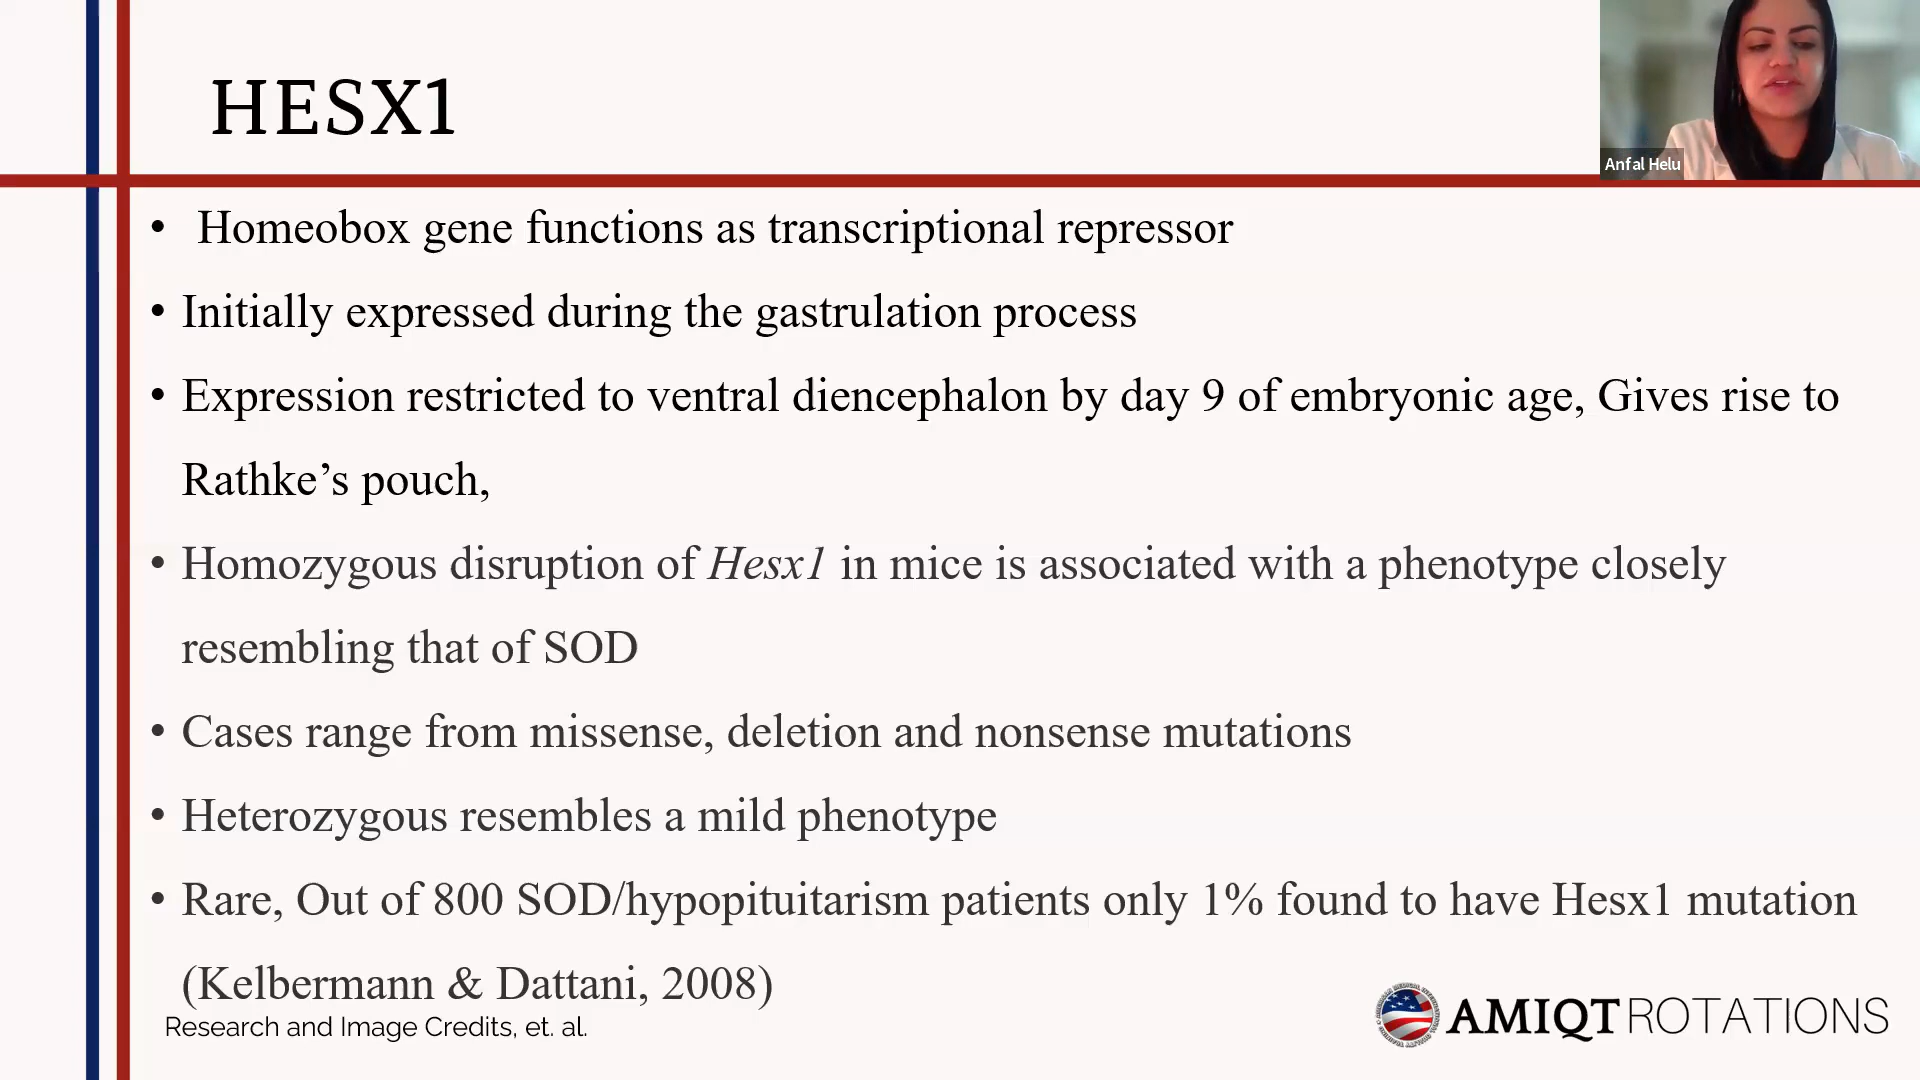 HESX1
Anfal Helu
• Homeobox gene functions as transcriptional repressor
• Initially expressed during the gastrulation process
• Expression restricted to ventral diencephalon by day 9 of embryonic age, Gives rise to
Rathke’s pouch,
• Homozygous disruption of Hesx1 in mice is associated with a phenotype closely
resembling that of SOD
• Cases range from missense, deletion and nonsense mutations
• Heterozygous resembles a mild phenotype
• Rare, Out of 800 SOD/hypopituitarism patients only 1% found to have Hesx1 mutation
(Kelbermann & Dattani, 2008)
Research and Image Credits, et. al.
AMIQT ROTATIONS